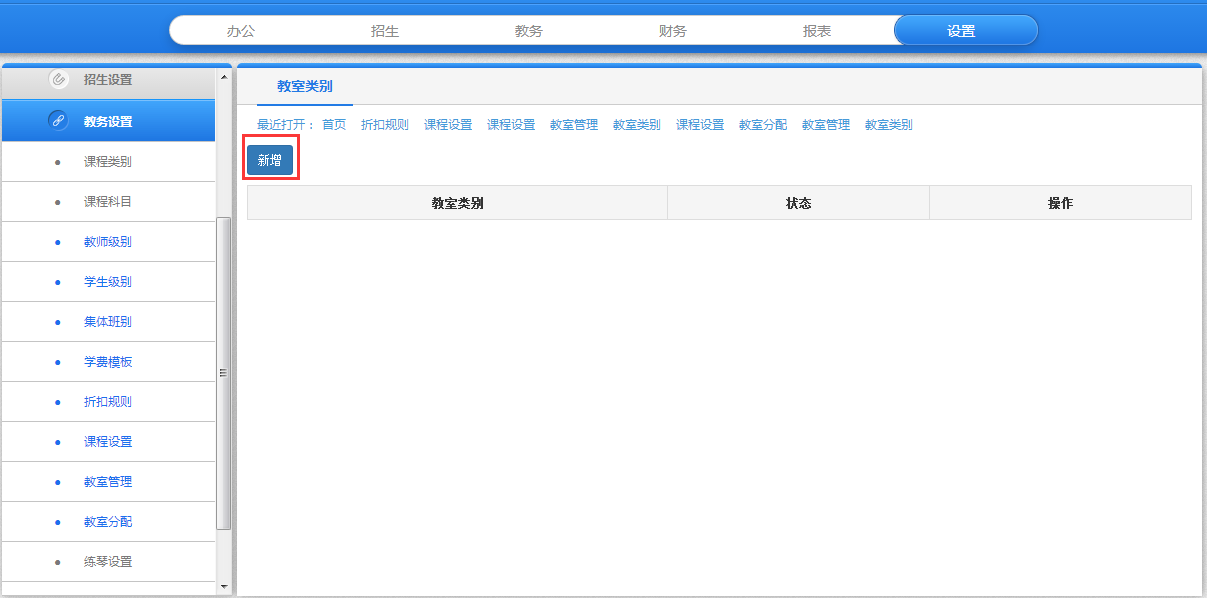 办公 招生 教务 财务 报表 设置
招生设置
教务设置
课程类别
课程科目
教师级别
学生级别
集体班别
学费模板
折扣规则
课程设置
教室管理
教室分配
练琴设置
教室类别
最近打开： 首页 折扣规则 课程设置 课程设置 教室管理 教室类别 课程设置 教室分配 教室管理 教室类别
新增
教室类别 状态 操作